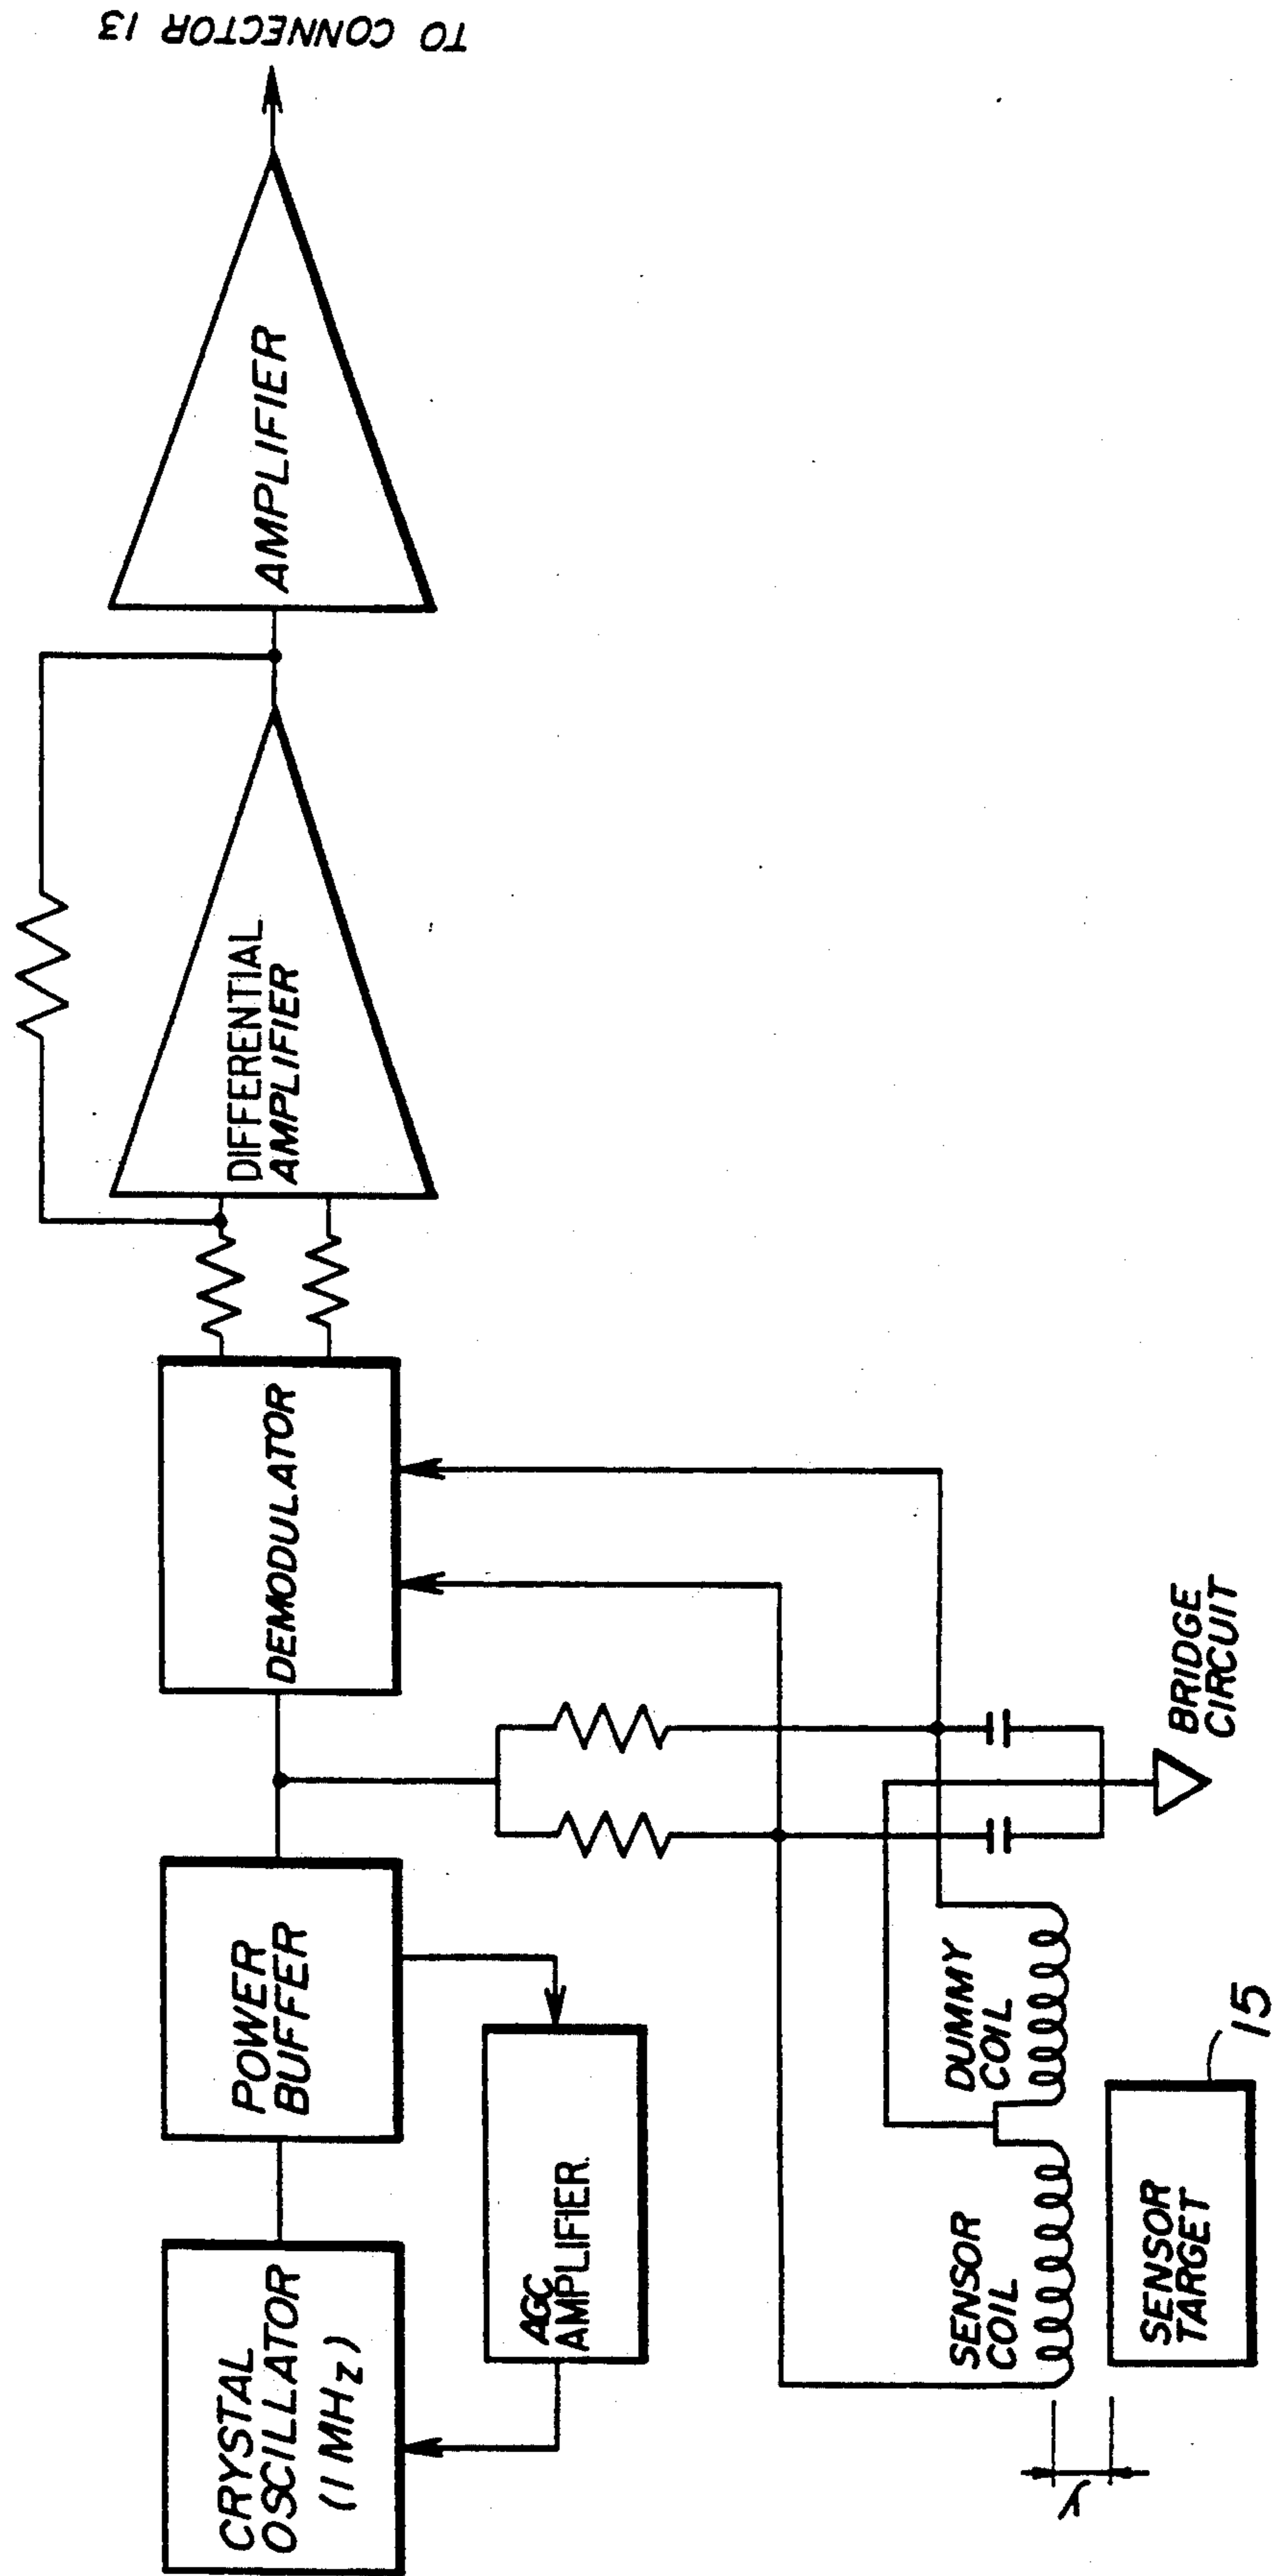 CRYSTAL
OSCILLATOR
(1 MHz)
POWER
BUFFER
AGC
AMPLIFIER.
DEMODULATOR
DIFFERENTIAL
AMPLIFIER
AMPLIFIER
TO CONNECTOR 13
SENSOR
COIL
DUMMY
COIL
BRIDGE
CIRCUIT
SENSOR
TARGET
15